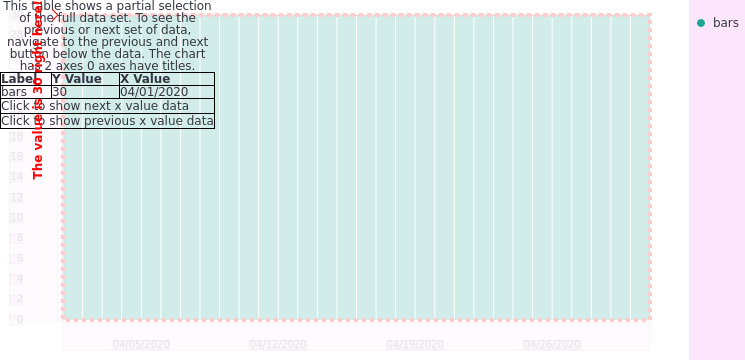 This table shows a partial selection
of the full data set. To see the
previous or next set of data,
navigate to the previous and next
button below the data. The chart
has 2 axes 0 axes have titles.
Label Y Value X Value
bars 30 04/01/2020
Click to show next x value data
Click to show previous x value data
The value is 30 right here!
bars
18
16
14
12
10
8
6
4
2
0
04/05/2020 04/12/2020 04/19/2020 04/26/2020